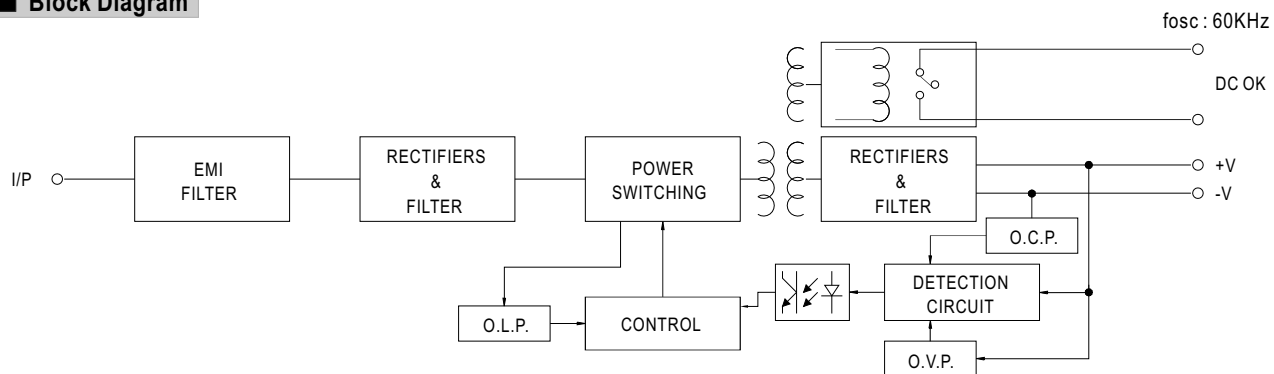 Block Diagram
fosc : 60KHz
DC OK
I/P
EMI
FILTER
RECTIFIERS
&
FILTER
POWER
SWITCHING
RECTIFIERS
&
FILTER
+V
-V
O.C.P.
DETECTION
CIRCUIT
O.L.P.
CONTROL
O.V.P.